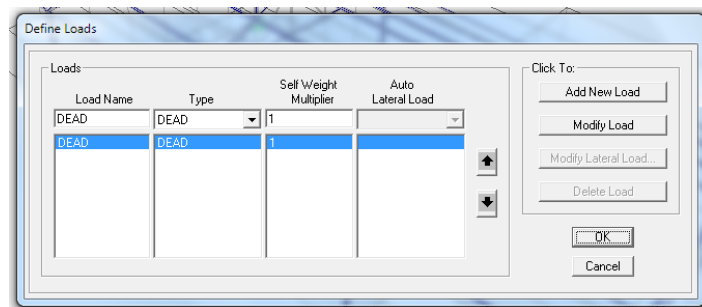 Define Loads
Loads
Click To:
Load Name Type Self Weight Multiplier Auto Lateral Load
DEAD DEAD 1
DEAD DEAD 1
Add New Load
Modify Load
Modify Lateral Load...
Delete Load
OK
Cancel